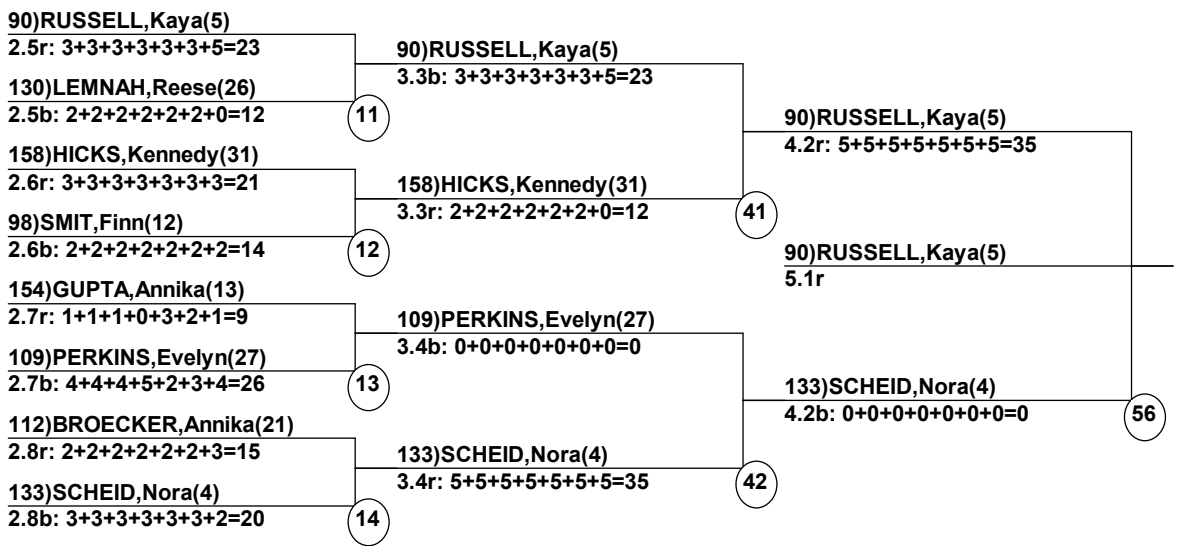 90)RUSSELL,Kaya(5)
2.5r: 3+3+3+3+3+3+5=23
130)LEMNAH,Reese(26)
2.5b: 2+2+2+2+2+2+0=12
11
158)HICKS,Kennedy(31)
2.6r: 3+3+3+3+3+3+3=21
98)SMIT,Finn(12)
2.6b: 2+2+2+2+2+2+2=14
12
154)GUPTA,Annika(13)
2.7r: 1+1+1+0+3+2+1=9
109)PERKINS,Evelyn(27)
2.7b: 4+4+4+5+2+3+4=26
13
112)BROECKER,Annika(21)
2.8r: 2+2+2+2+2+2+3=15
133)SCHEID,Nora(4)
2.8b: 3+3+3+3+3+3+2=20
14
90)RUSSELL,Kaya(5)
3.3b: 3+3+3+3+3+3+5=23
158)HICKS,Kennedy(31)
3.3r: 2+2+2+2+2+2+0=12
41
109)PERKINS,Evelyn(27)
3.4b: 0+0+0+0+0+0+0=0
133)SCHEID,Nora(4)
3.4r: 5+5+5+5+5+5+5=35
42
90)RUSSELL,Kaya(5)
4.2r: 5+5+5+5+5+5+5=35
133)SCHEID,Nora(4)
4.2b: 0+0+0+0+0+0+0=0
56
90)RUSSELL,Kaya(5)
5.1r